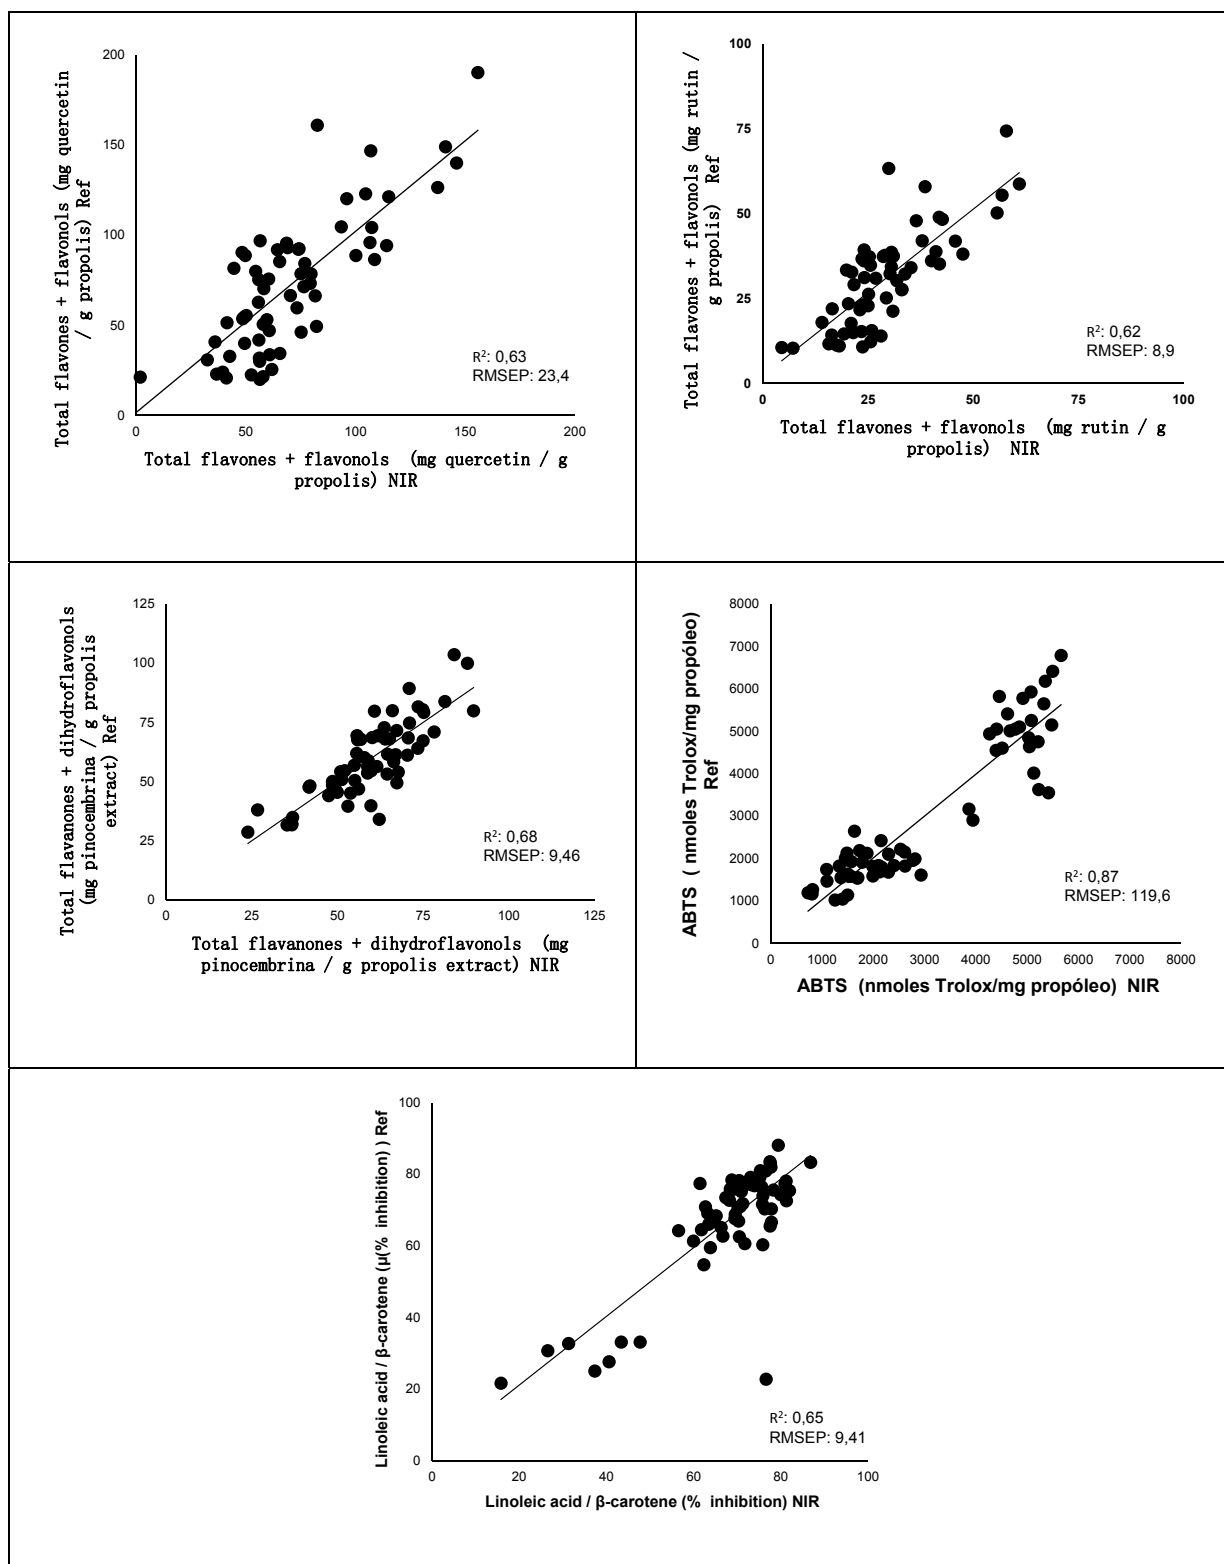 Total flavones + flavonols (mg quercetin
/ g propolis) Ref
200
150
100
50
0
0
50
100
150
200
R²: 0,63
RMSEP: 23,4
Total flavones + flavonols (mg quercetin / g
propolis) NIR
Total flavones + flavonols (mg rutin /
g propolis) Ref
100
75
50
25
0
0
25
50
75
100
R²: 0,62
RMSEP: 8,9
Total flavones + flavonols (mg rutin / g
propolis) NIR
Total flavanones + dihydroflavonols
(mg pinocembrina / g propolis
extract) Ref
125
100
75
50
25
0
0
25
50
75
100
125
R²: 0,68
RMSEP: 9,46
Total flavanones + dihydroflavonols (mg
pinocembrina / g propolis extract) NIR
ABTS ( nmoles Trolox/mg propóleo)
Ref
8000
7000
6000
5000
4000
3000
2000
1000
0
0
1000
2000
3000
4000
5000
6000
7000
8000
R²: 0,87
RMSEP: 119,6
ABTS (nmoles Trolox/mg propóleo) NIR
Linoleic acid / β-carotene (µ(% inhibition) ) Ref
100
80
60
40
20
0
0
20
40
60
80
100
R²: 0,65
RMSEP: 9,41
Linoleic acid / β-carotene (% inhibition) NIR